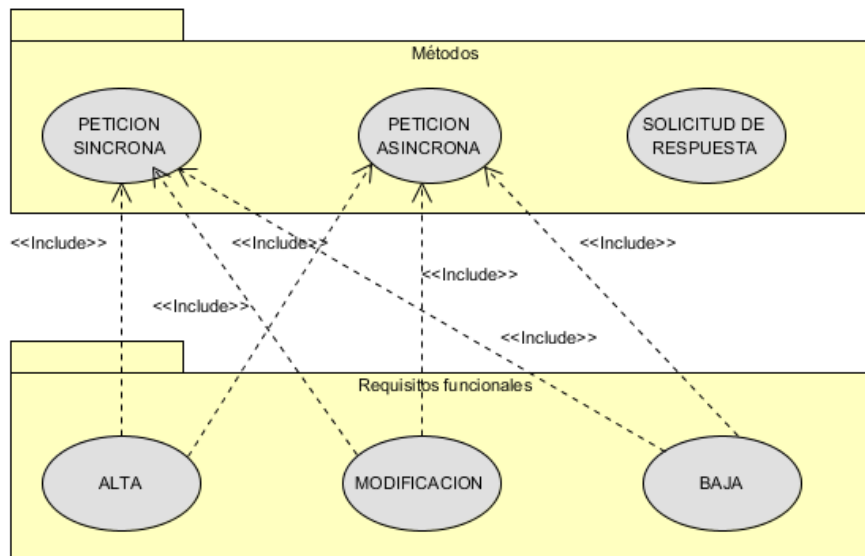 Métodos
PETICION
SINCRONA
PETICION
ASINCRONA
SOLICITUD DE
RESPUESTA
<<Include>>
<<Include>>
<<Include>>
<<Include>>
<<Include>>
<<Include>>
Requisitos funcionales
ALTA
MODIFICACION
BAJA